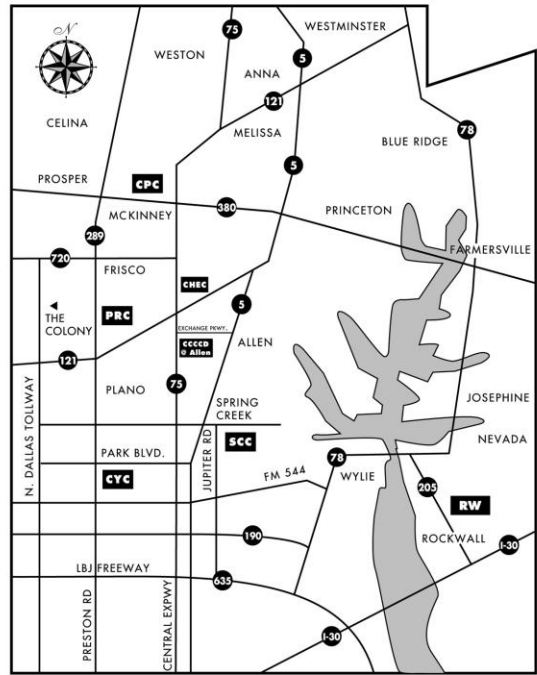 N
WESTMINSTER
75
WESTON
5
ANNA
121
CELINA
MELISSA
78
BLUE RIDGE
5
PROSPER
CPC
PRINCETON
380
McKINNEY
289
FARMERSVILLE
720
FRISCO
CHEC
5
THE
COLONY
PRC
EXCHANGE PKWY.
CCCCD
@ Allen
ALLEN
121
75
PLANO
JOSEPHINE
SPRING
CREEK
N. DALLAS TOLLWAY
JUPITER RD
SCC
NEVADA
PARK BLVD.
78
FM 544
WYLIE
CYC
205
RW
190
ROCKWALL
I-30
LBJ FREEWAY
635
PRESTON RD
CENTRAL EXPWY
I-30